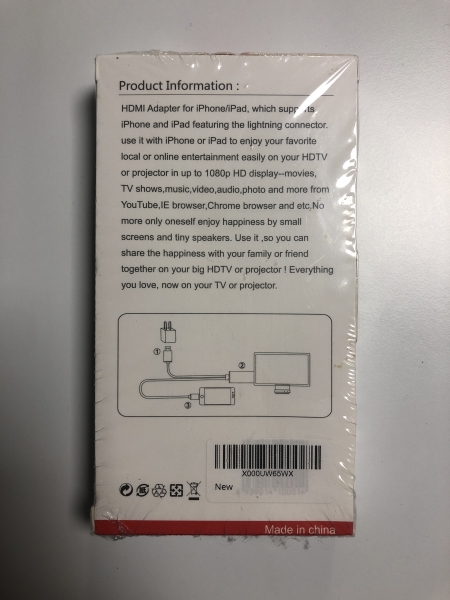 Product Information :
HDMI Adapter for iPhone/iPad, which supports
iPhone and iPad featuring the lightning connector.
use it with iPhone or iPad to enjoy your favorite
local or online entertainment easily on your HDTV
or projector in up to 1080p HD display--movies,
TV shows,music,video,audio,photo and more from
YouTube,IE browser,Chrome browser and etc,No
more only oneself enjoy happiness by small
screens and tiny speakers. Use it ,so you can
share the happiness with your family or friend
together on your big HDTV or projector ! Everything
you love, now on your TV or projector.
①
②
③
X000UW65WX
New
Made in china